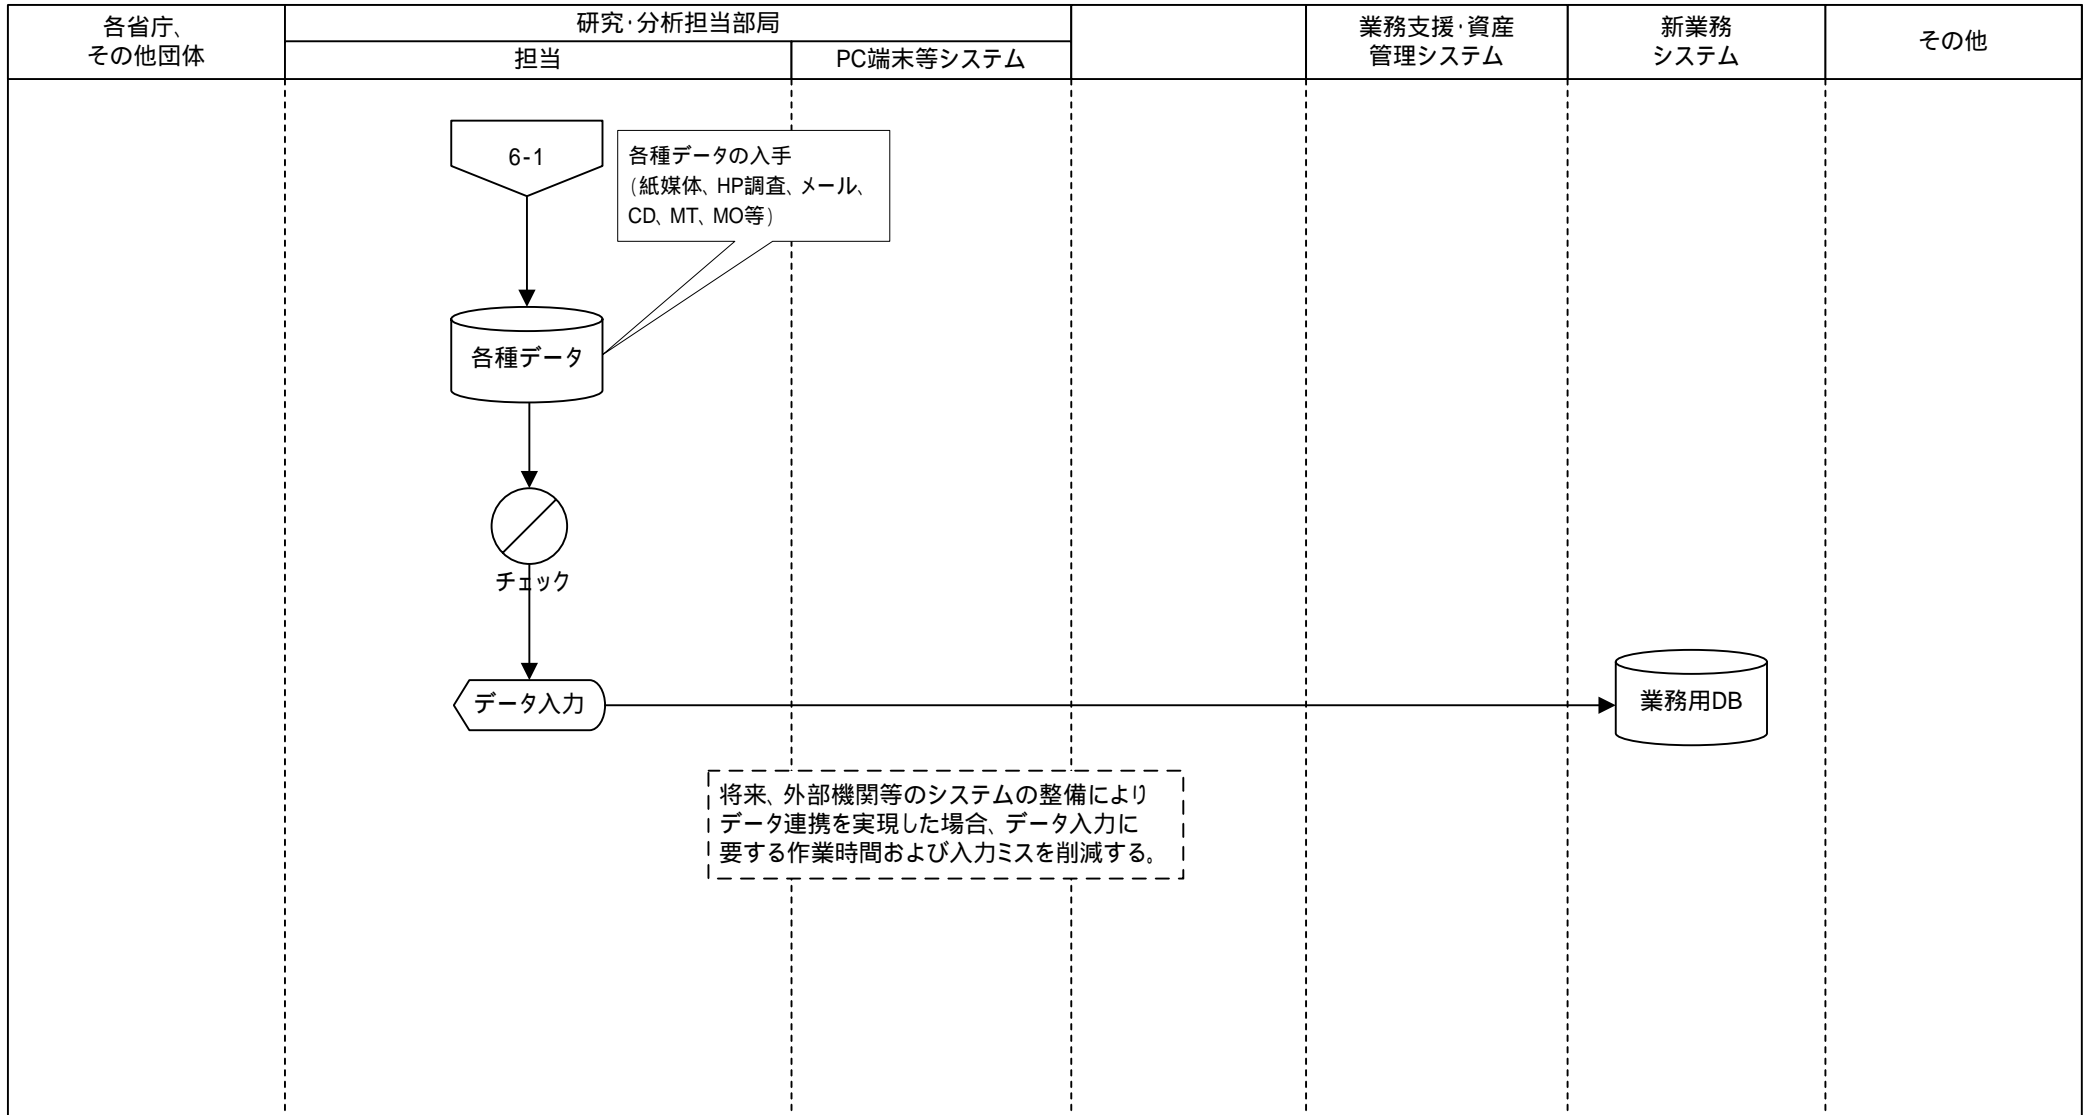 各省庁、
その他団体
研究・分析担当部局
担当
PC端末等システム
業務支援・資産
管理システム
新業務
システム
その他
6-1
各種データの入手
(紙媒体、HP調査、メール、
CD、MT、MO等)
各種データ
チェック
データ入力
業務用DB
将来、外部機関等のシステムの整備により
データ連携を実現した場合、データ入力に
要する作業時間および入力ミスを削減する。